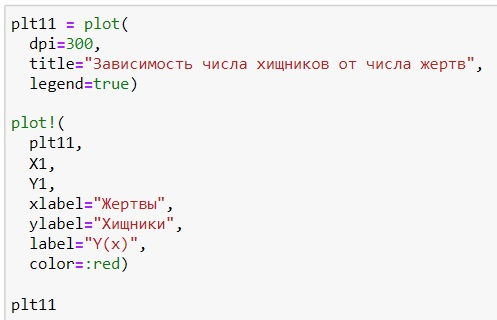 plt11 = plot(
  dpi=300,
  title="Зависимость числа хищников от числа жертв",
  legend=true)

plot!(
  plt11,
  X1,
  Y1,
  xlabel="Жертвы",
  ylabel="Хищники",
  label="Y(x)",
  color=:red)

plt11